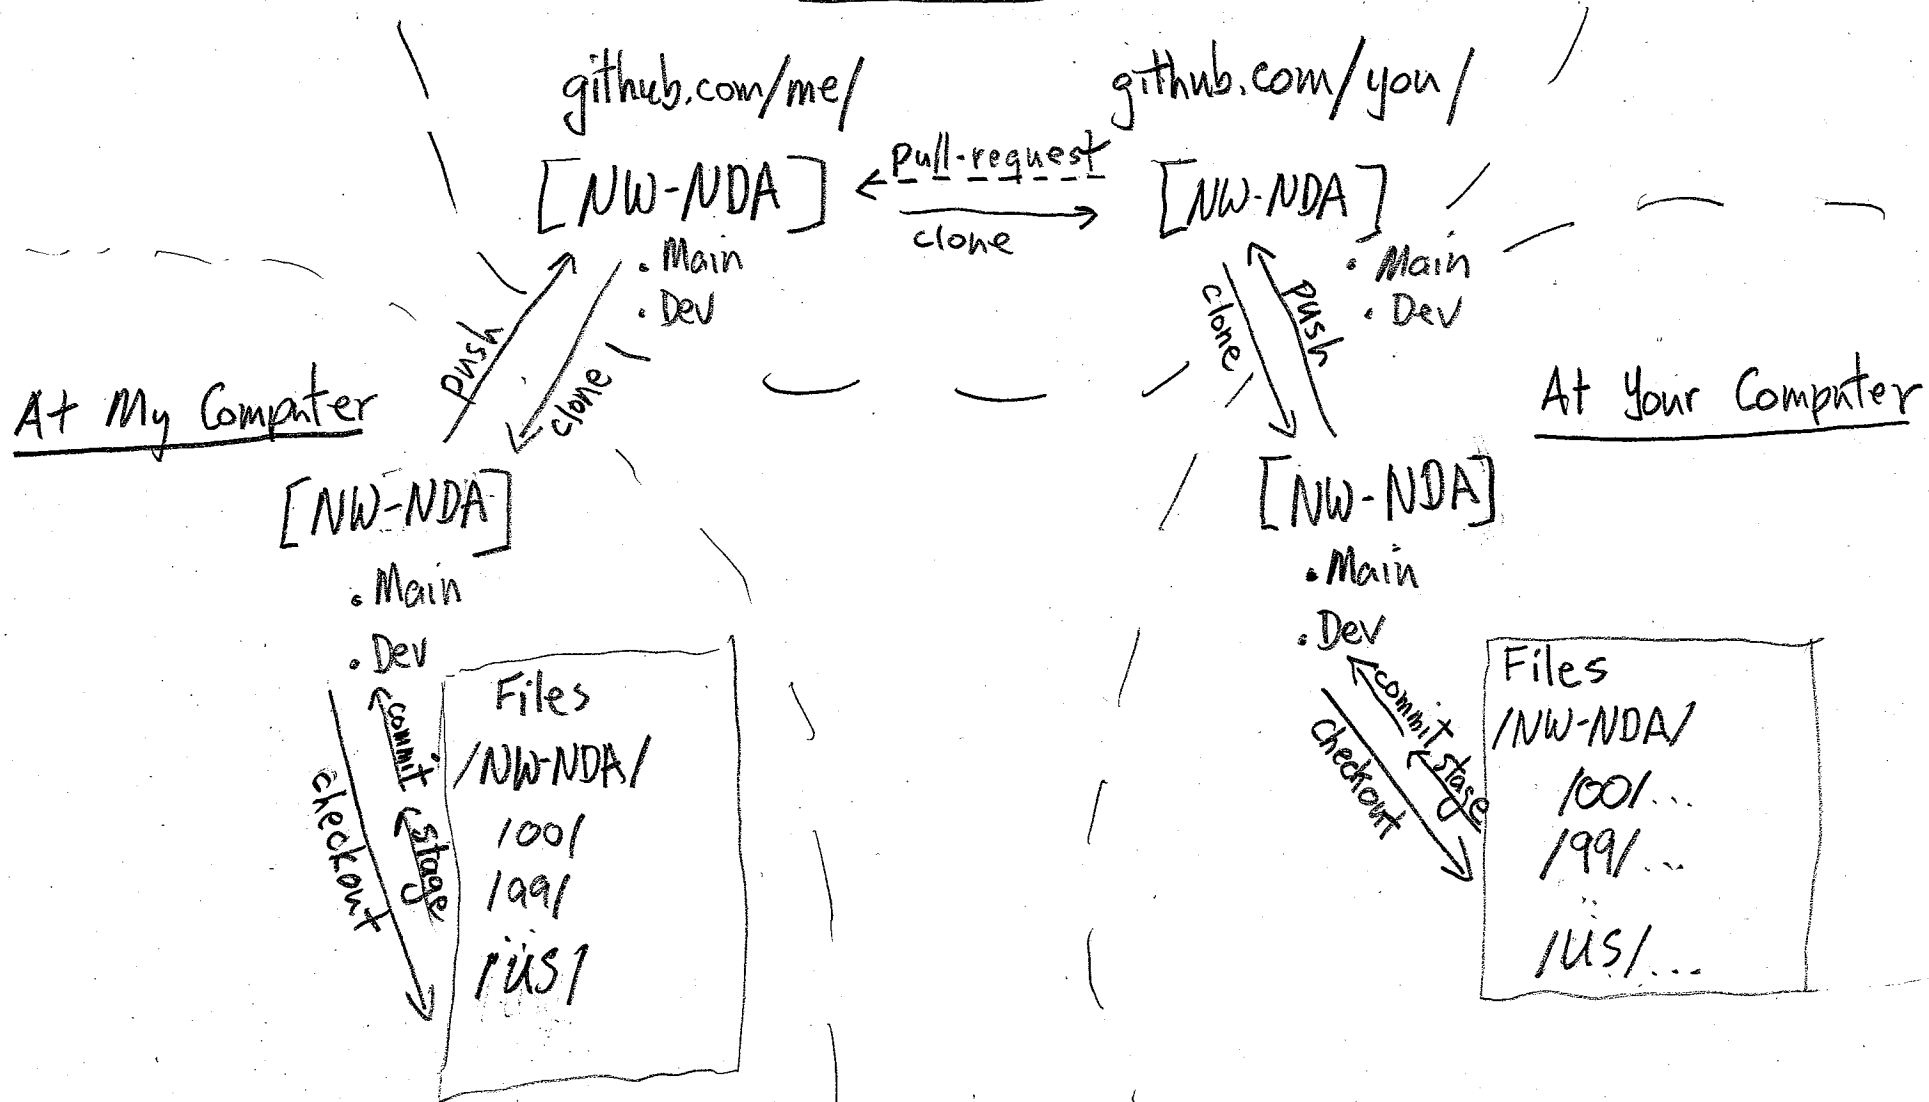 github.com/me/
github.com/you/
[NW-NDA]
pull-request
clone
[NW-NDA]
• Main
• Dev
• Main
• Dev
push
clone
clone
push
At My Computer
At Your Computer
[NW-NDA]
• Main
• Dev
commit
stage
checkout
Files
/NW-NDA/
/00/
/99/
...
/US/
[NW-NDA]
• Main
• Dev
commit
stage
checkout
Files
/NW-NDA/
/00/...
/99/...
...
/US/...